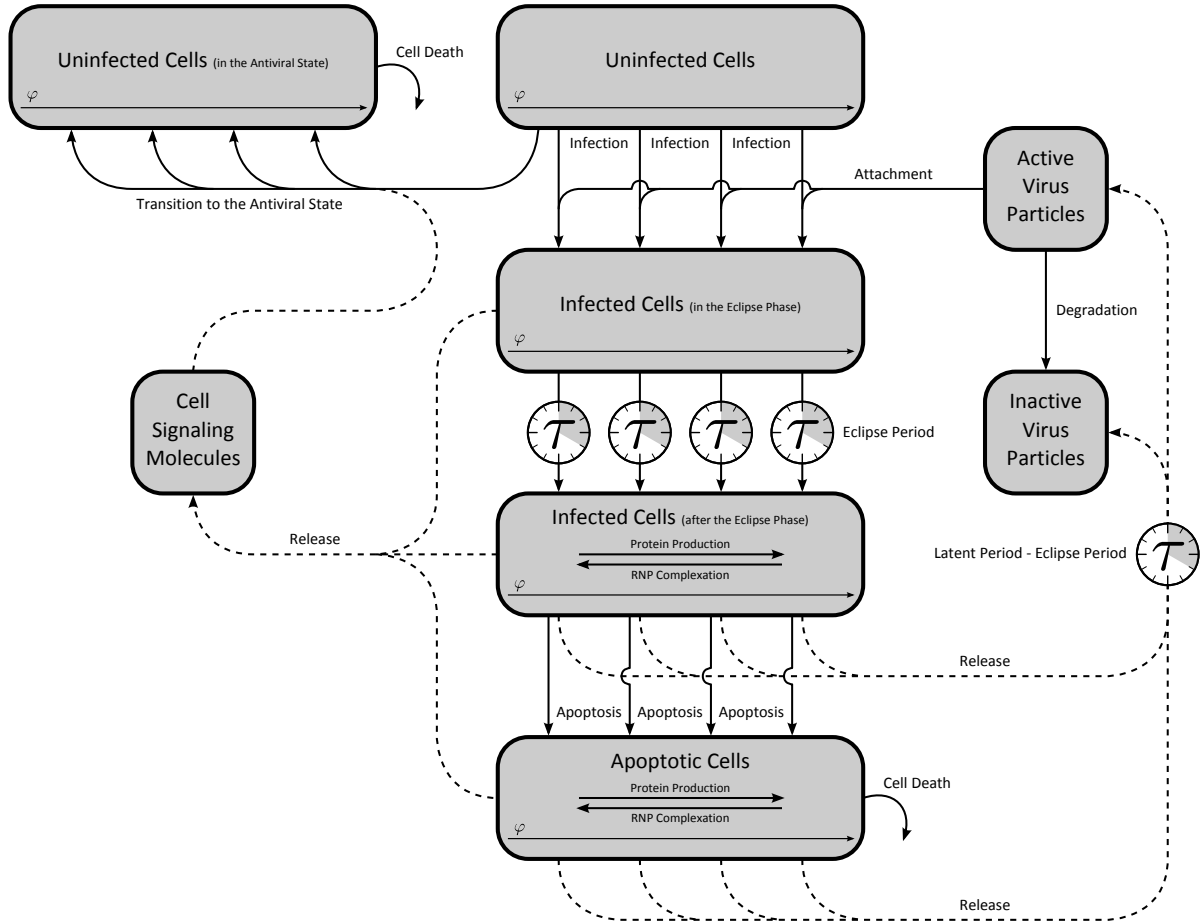 Uninfected Cells (in the Antiviral State)
φ
Cell Death
Uninfected Cells
φ
Infection Infection Infection
Attachment
Active
Virus
Particles
Transition to the Antiviral State
Infected Cells (in the Eclipse Phase)
φ
Degradation
Cell
Signaling
Molecules
τ τ τ τ
Eclipse Period
Inactive
Virus
Particles
Infected Cells (after the Eclipse Phase)
Protein Production
RNP Complexation
φ
Release
Latent Period - Eclipse Period
τ
Release
Apoptosis Apoptosis Apoptosis
Apoptotic Cells
Protein Production
RNP Complexation
φ
Cell Death
Release